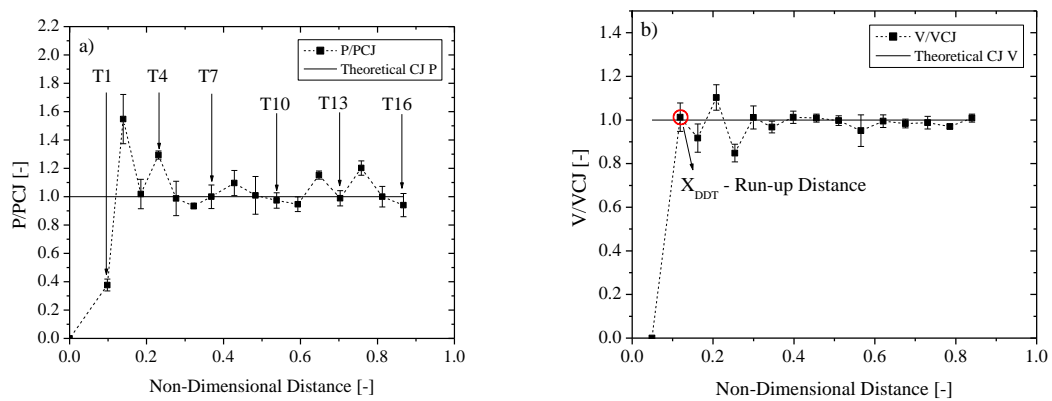 a)
P/PCJ
Theoretical CJ P
T1
T4
T7
T10
T13
T16
2.2
2.0
1.8
1.6
1.4
1.2
1.0
0.8
0.6
0.4
0.2
0.0
P/PCJ [-]
0.0 0.2 0.4 0.6 0.8 1.0
Non-Dimensional Distance [-]
b)
V/VCJ
Theoretical CJ V
X_DDT - Run-up Distance
1.4
1.2
1.0
0.8
0.6
0.4
0.2
0.0
V/VCJ [-]
0.0 0.2 0.4 0.6 0.8 1.0
Non-Dimensional Distance [-]